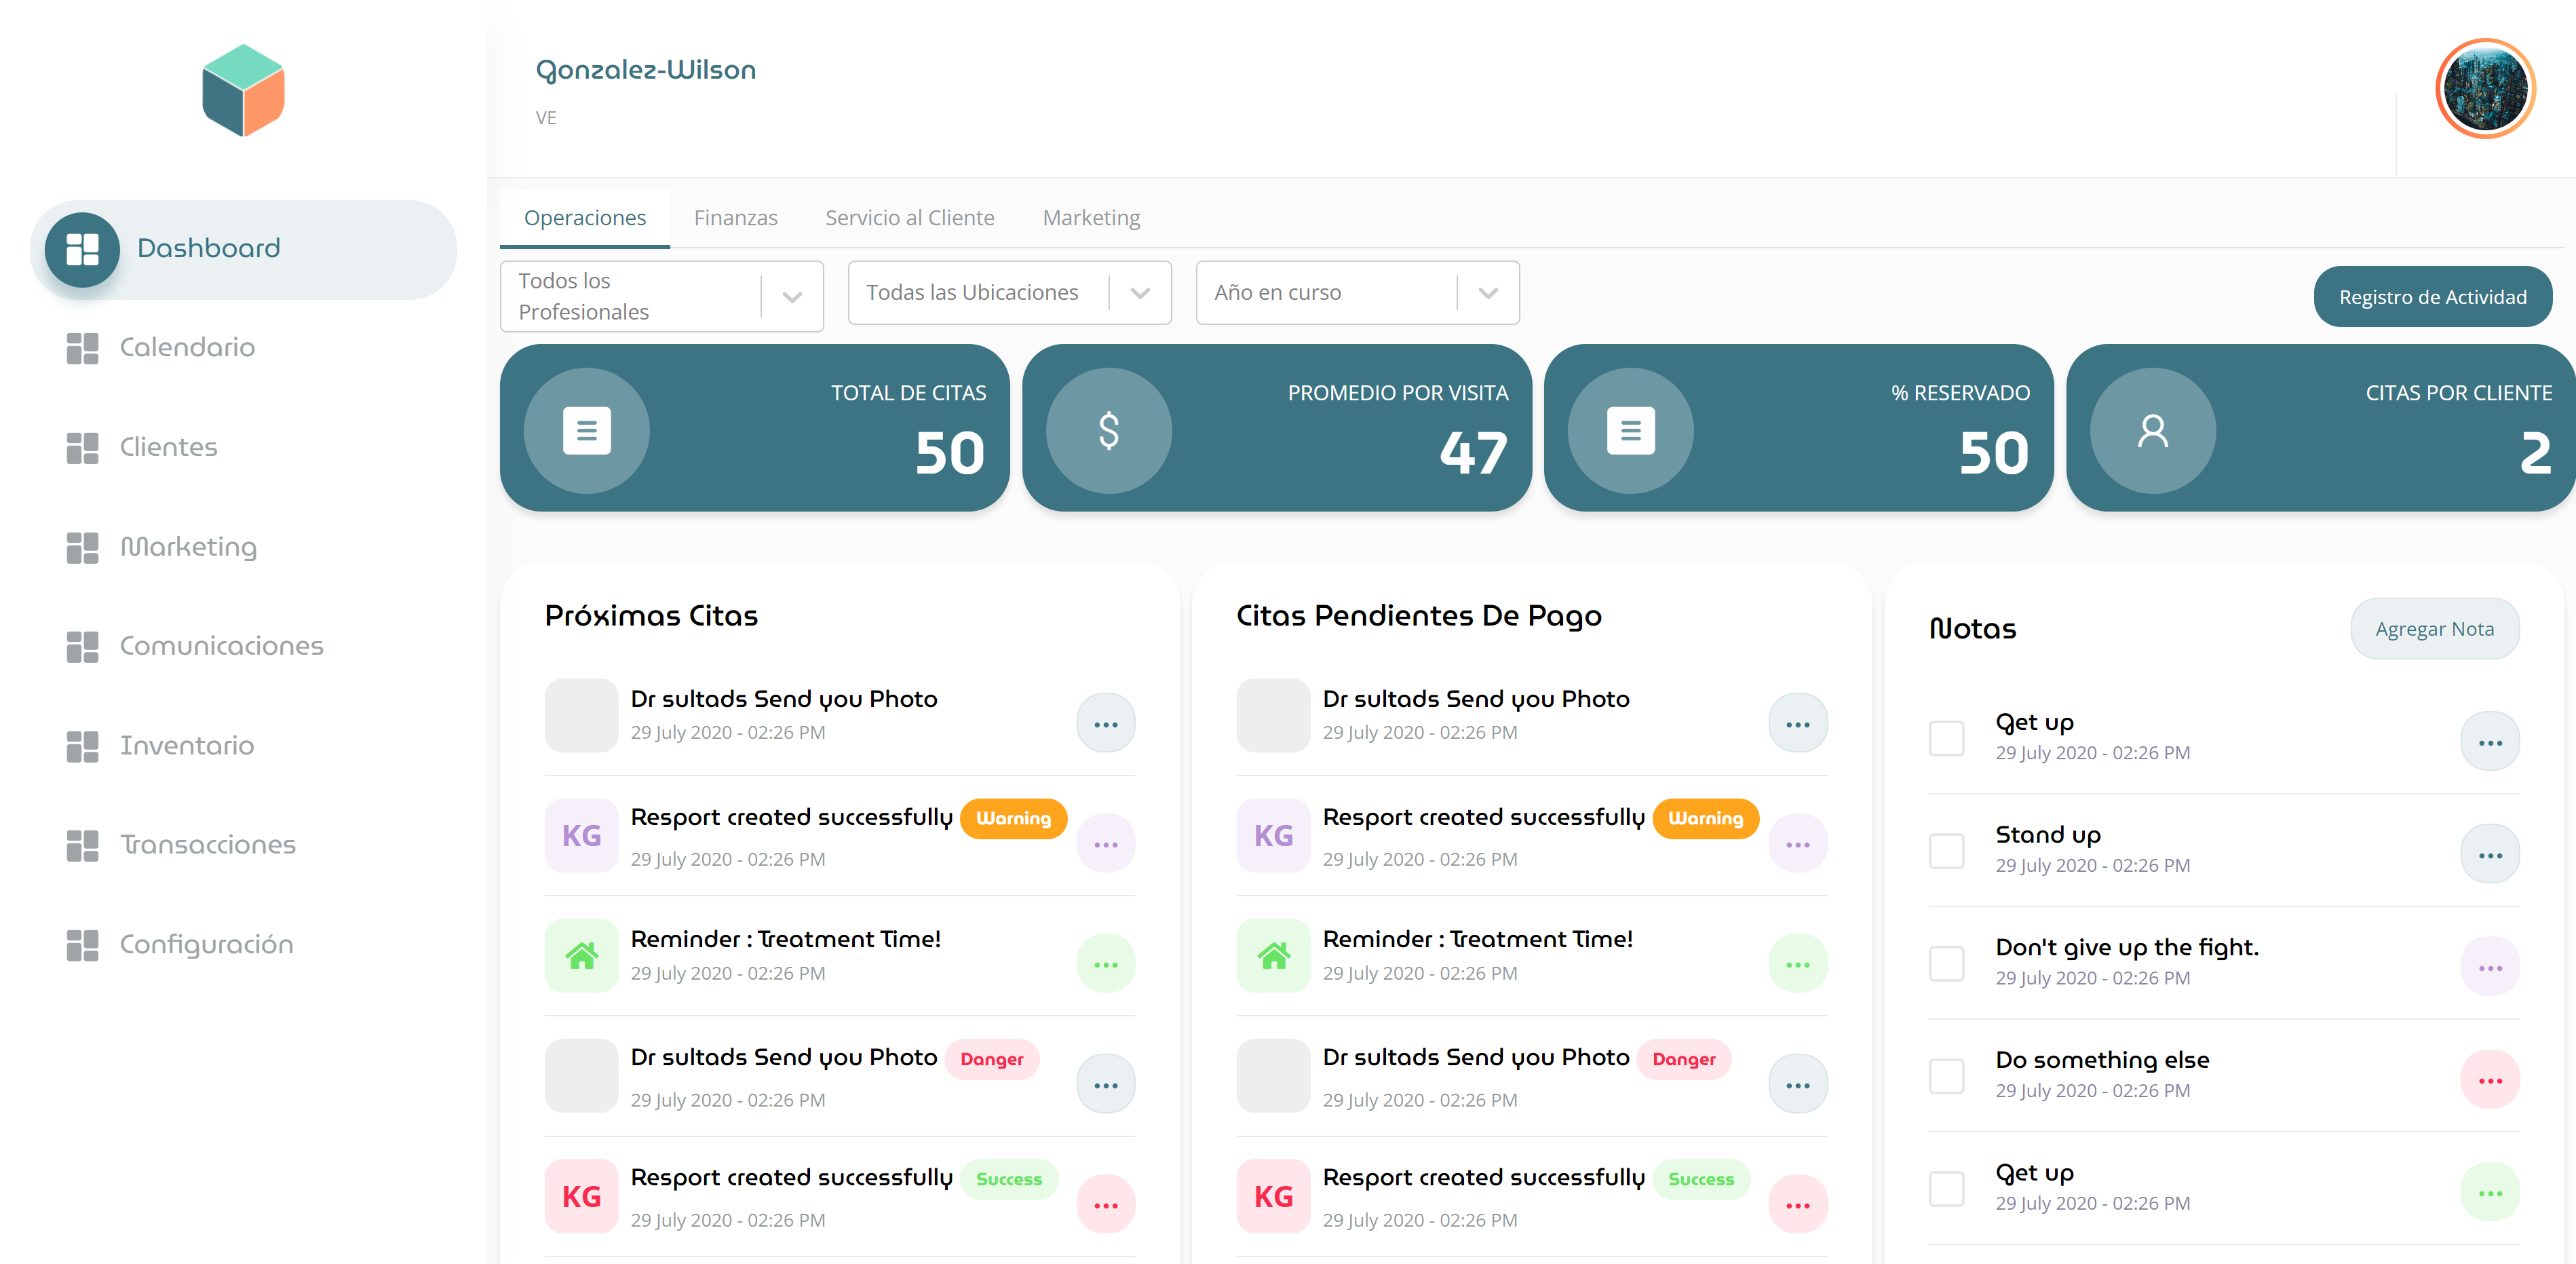 Gonzalez-Wilson
VE
Dashboard
Calendario
Clientes
Marketing
Comunicaciones
Inventario
Transacciones
Configuración
Operaciones
Finanzas
Servicio al Cliente
Marketing
Todos los
Profesionales
Todas las Ubicaciones
Año en curso
Registro de Actividad
TOTAL DE CITAS
50
PROMEDIO POR VISITA
47
% RESERVADO
50
CITAS POR CLIENTE
2
Próximas Citas
Dr sultads Send you Photo
29 July 2020 - 02:26 PM
KG
Resport created successfully
Warning
29 July 2020 - 02:26 PM
Reminder : Treatment Time!
29 July 2020 - 02:26 PM
Dr sultads Send you Photo
Danger
29 July 2020 - 02:26 PM
KG
Resport created successfully
Success
29 July 2020 - 02:26 PM
Citas Pendientes De Pago
Dr sultads Send you Photo
29 July 2020 - 02:26 PM
KG
Resport created successfully
Warning
29 July 2020 - 02:26 PM
Reminder : Treatment Time!
29 July 2020 - 02:26 PM
Dr sultads Send you Photo
Danger
29 July 2020 - 02:26 PM
KG
Resport created successfully
Success
29 July 2020 - 02:26 PM
Notas
Agregar Nota
Get up
29 July 2020 - 02:26 PM
Stand up
29 July 2020 - 02:26 PM
Don't give up the fight.
29 July 2020 - 02:26 PM
Do something else
29 July 2020 - 02:26 PM
Get up
29 July 2020 - 02:26 PM